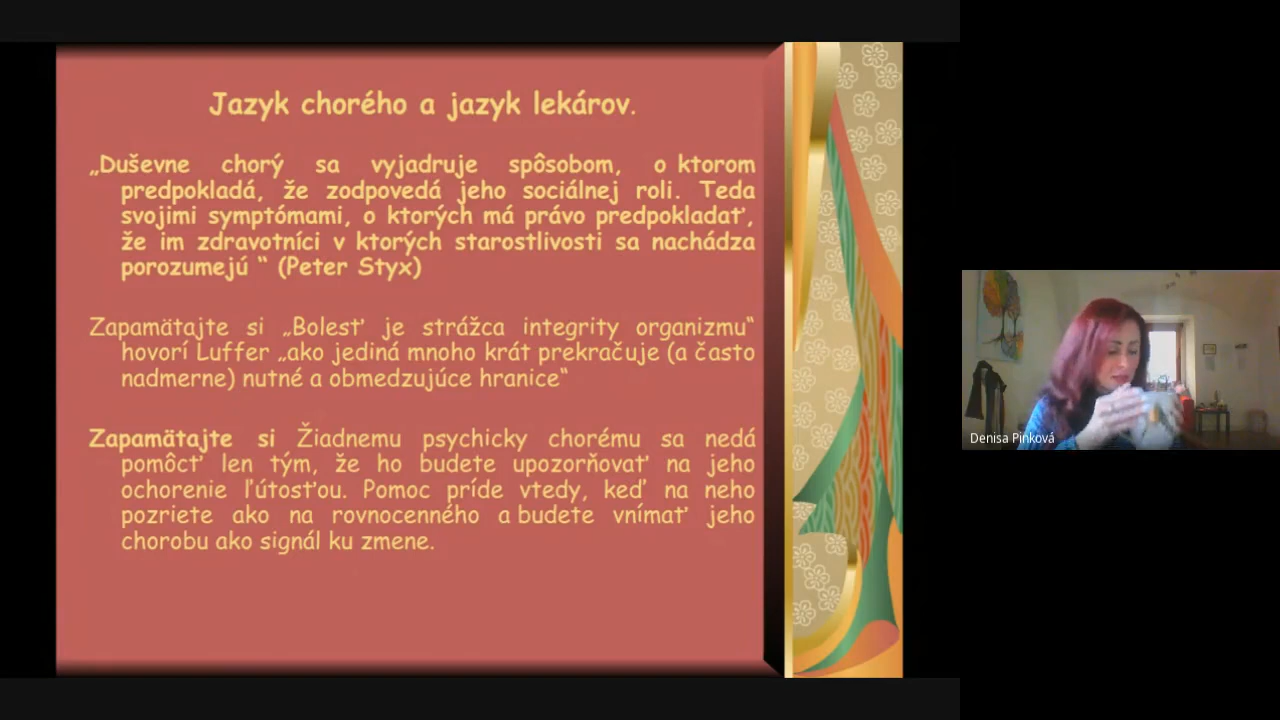 Jazyk chorého a jazyk lekárov.
„Duševne chorý sa vyjadruje spôsobom, o ktorom
predpokladá, že zodpovedá jeho sociálnej roli. Teda
svojimi symptómami, o ktorých má právo predpokladať,
že im zdravotníci v ktorých starostlivosti sa nachádza
porozumejú “ (Peter Styx)
Zapamätajte si „Bolesť je strážca integrity organizmu“
hovorí Luffer „ako jediná mnoho krát prekračuje (a často
nadmerne) nutné a obmedzujúce hranice“
Zapamätajte si Žiadnemu psychicky chorému sa nedá
pomôcť len tým, že ho budete upozorňovať na jeho
ochorenie ľútosťou. Pomoc príde vtedy, keď na neho
pozriete ako na rovnocenného a budete vnímať jeho
chorobu ako signál ku zmene.
Denisa Pinková